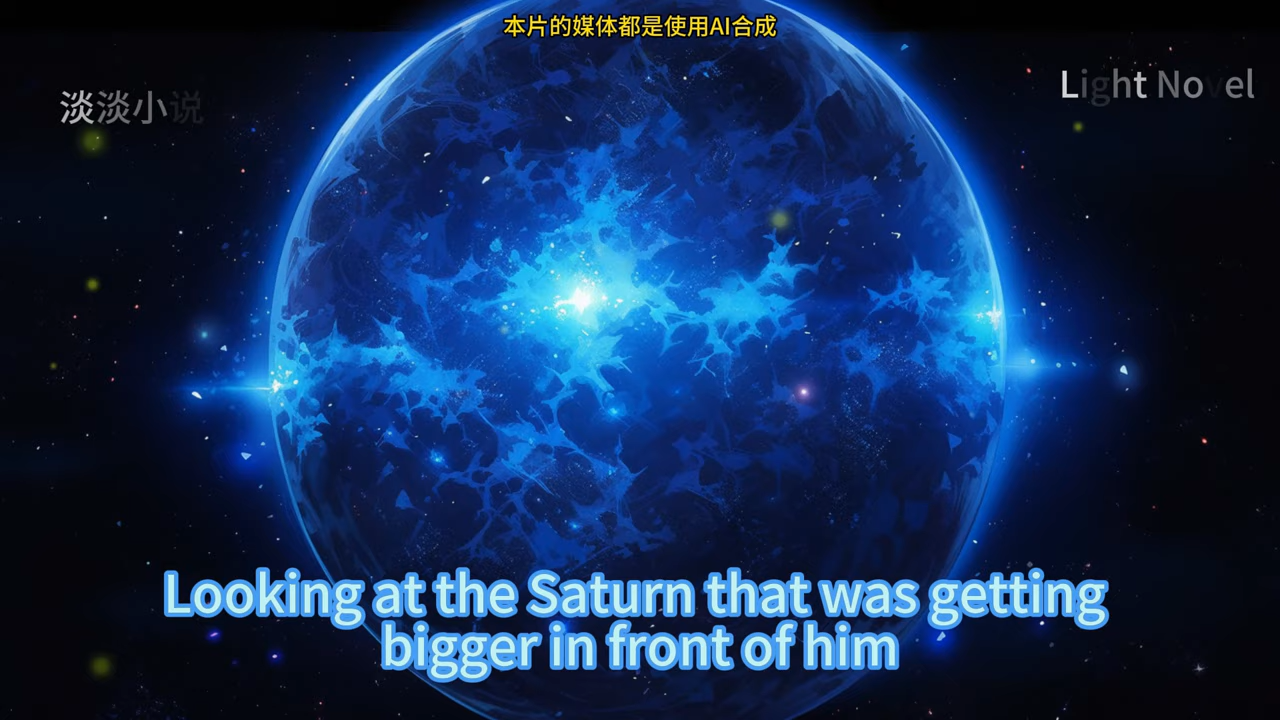 本片的媒体都是使用AI合成
淡淡小说
Light Novel
Looking at the Saturn that was getting
bigger in front of him